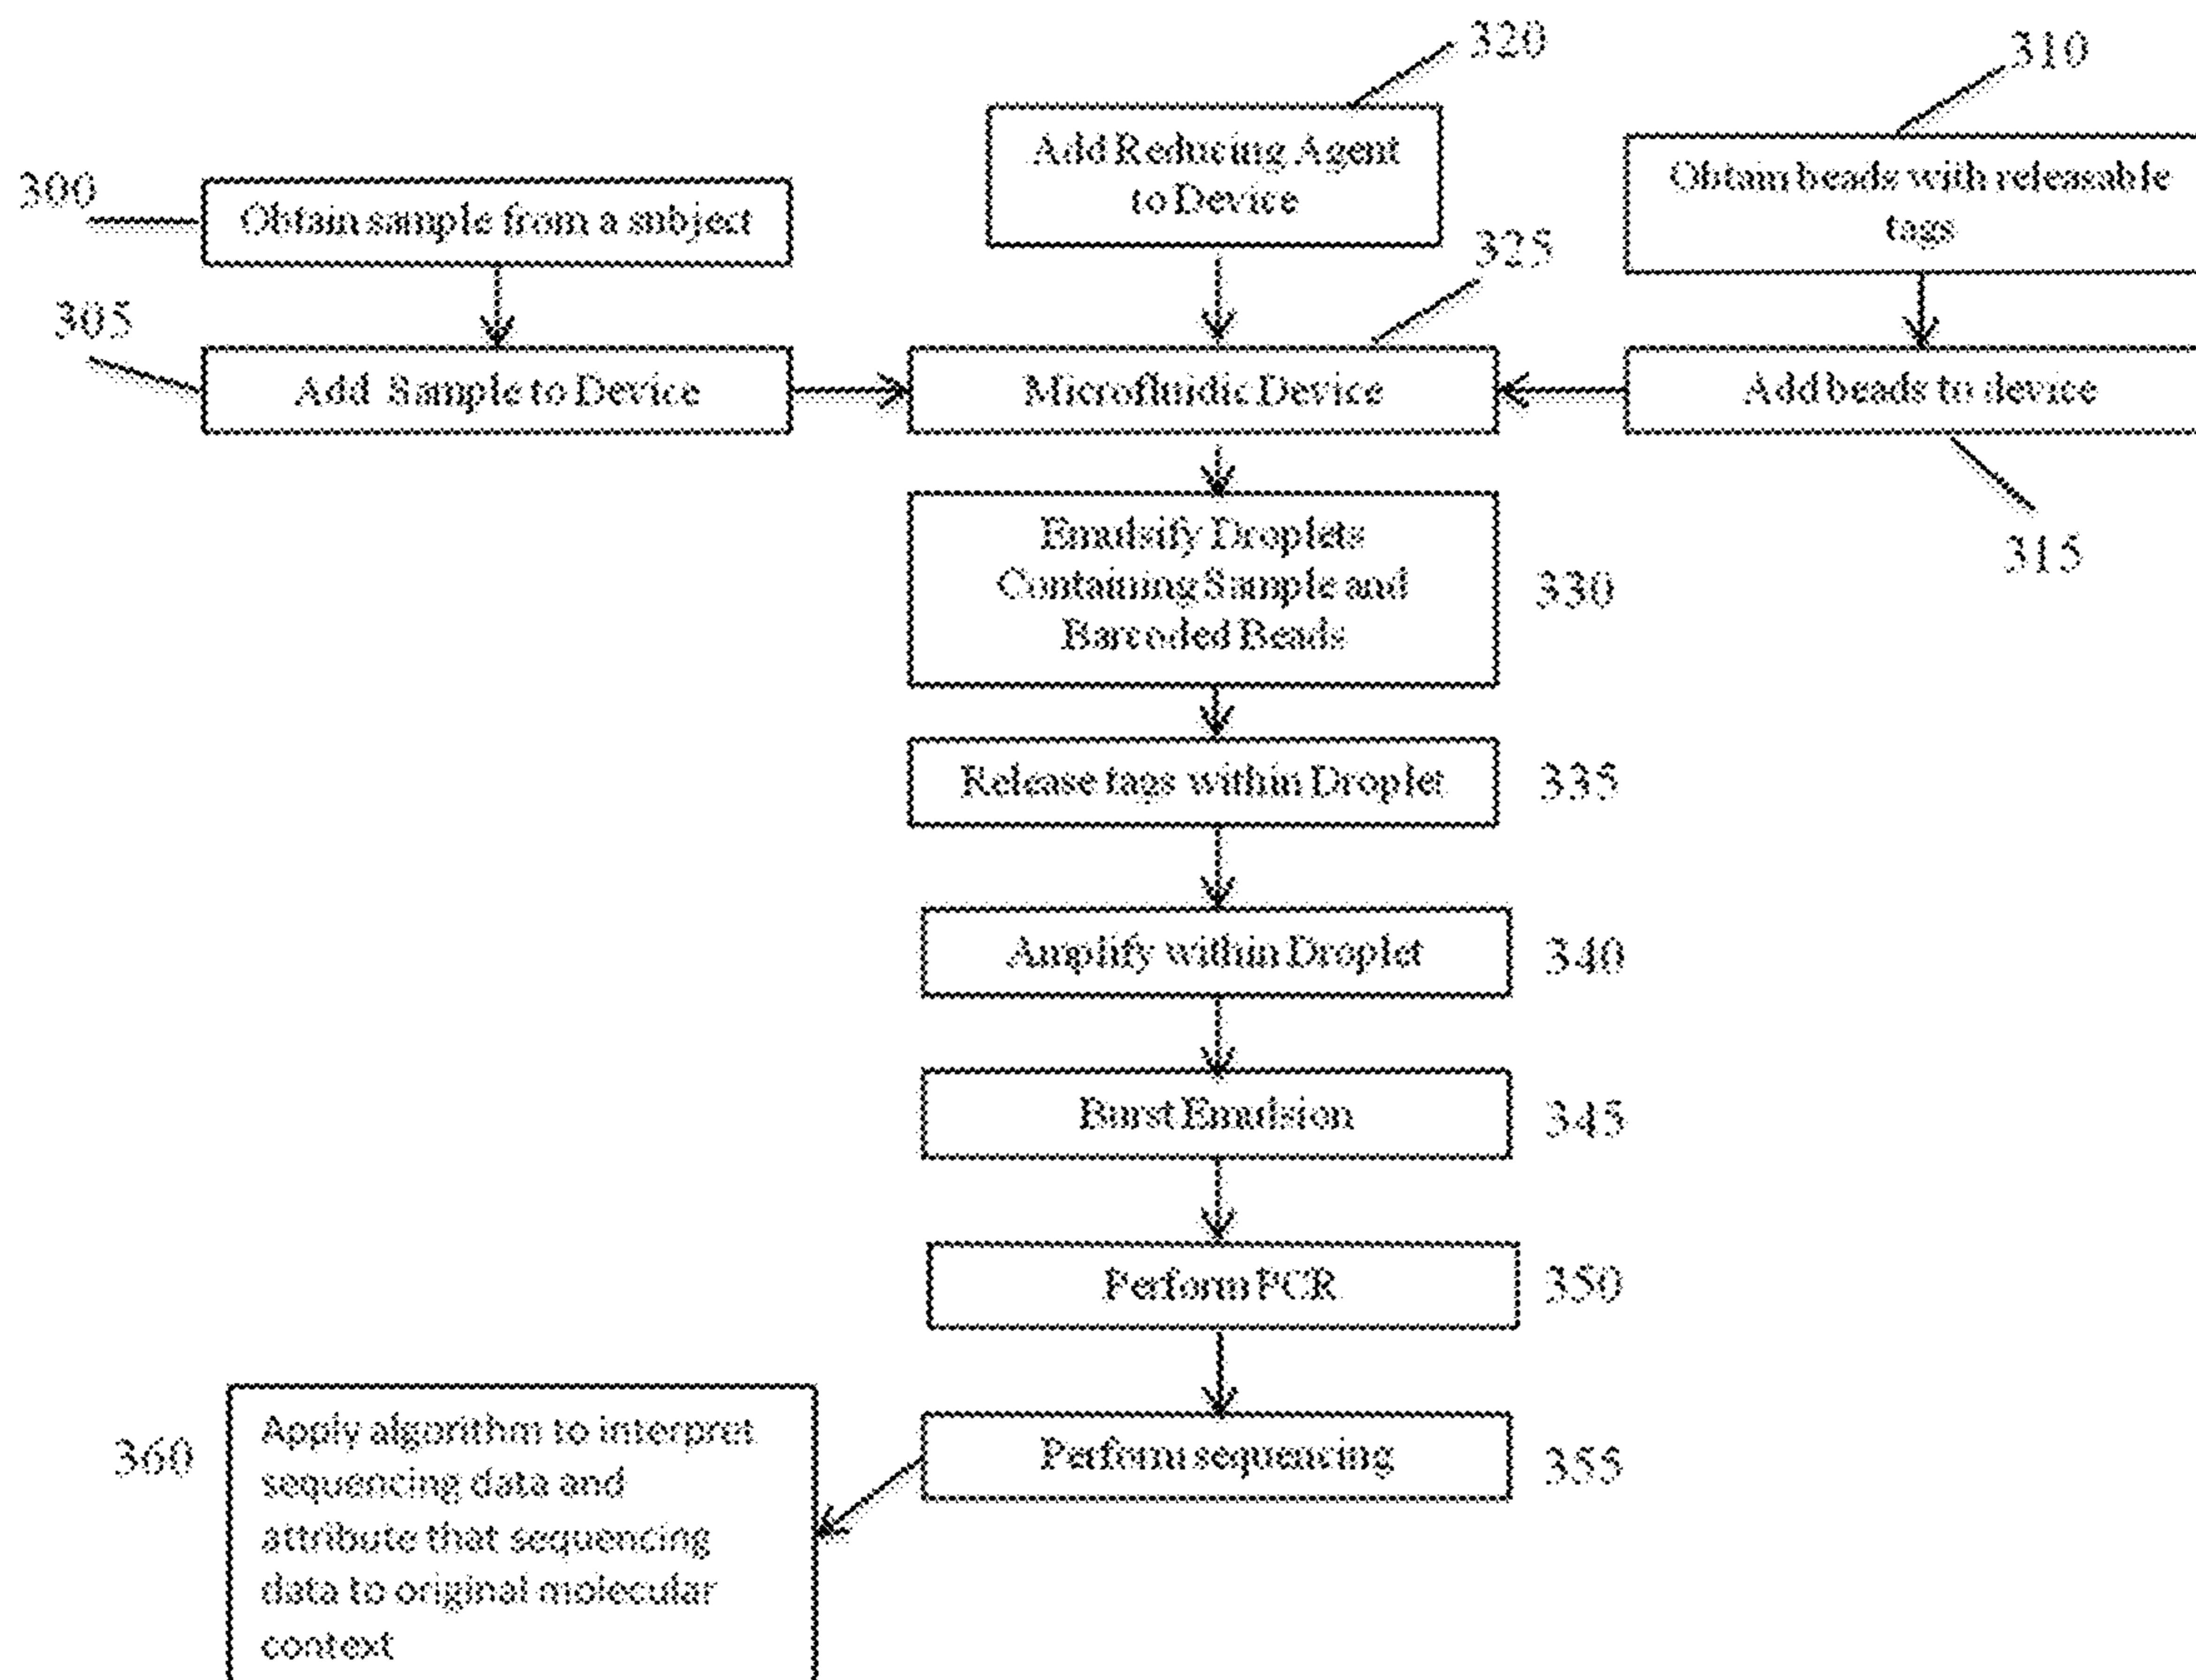 320
310
Add Reducing Agent
to Device
Obtain beads with releasable
tags
300
Obtain sample from a subject
325
305
Add Sample to Device
Microfluidic Device
Add beads to device
315
Emulsify Droplets
Containing Sample and
Barcoded Beads
330
Release tags within Droplet
335
Amplify within Droplet
340
Burst Emulsion
345
Perform PCR
350
Perform sequencing
355
360
Apply algorithm to interpret
sequencing data and
attribute that sequencing
data to original molecular
context